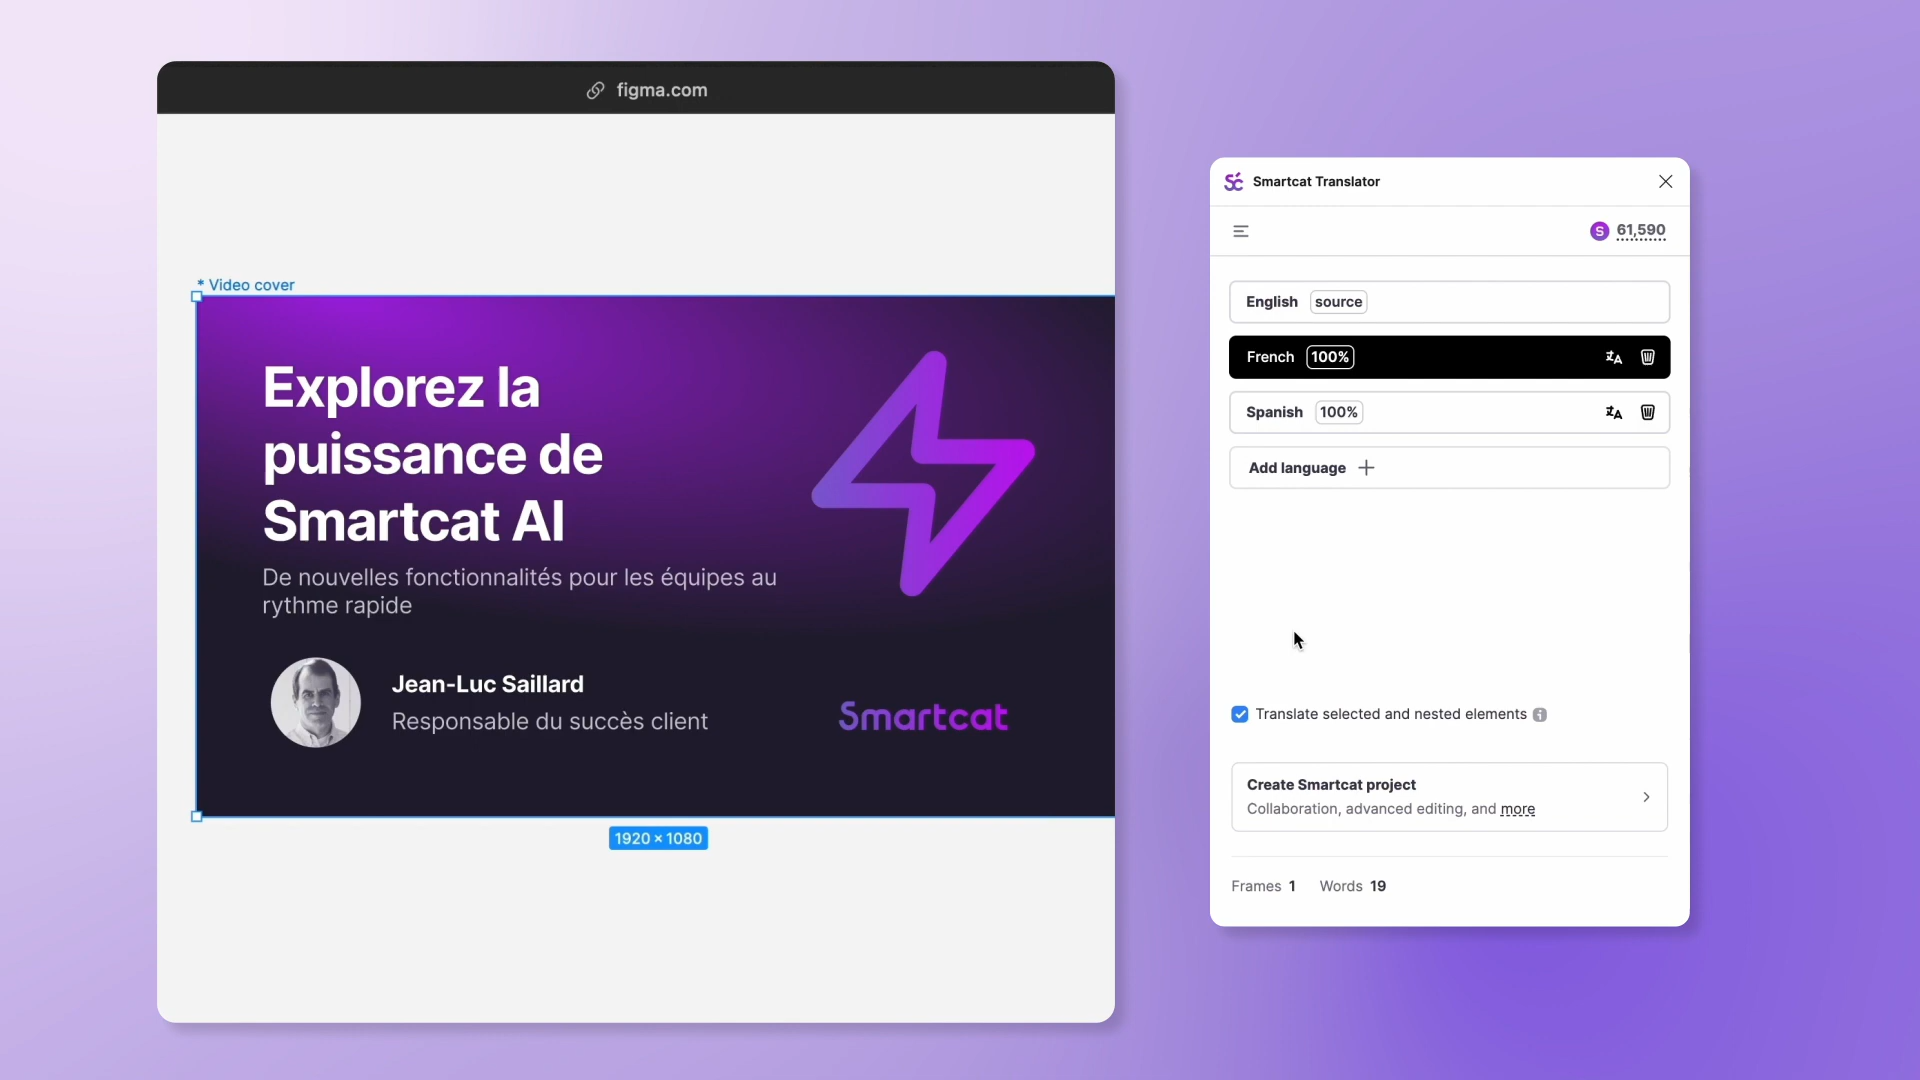 figma.com
* Video cover
Explorez la
puissance de
Smartcat AI
De nouvelles fonctionnalités pour les équipes au
rythme rapide
Jean-Luc Saillard
Responsable du succès client
Smartcat
1920 × 1080
Smartcat Translator
S 61,590
English source
French 100%
Spanish 100%
Add language +
Translate selected and nested elements
Create Smartcat project
Collaboration, advanced editing, and more
Frames 1 Words 19